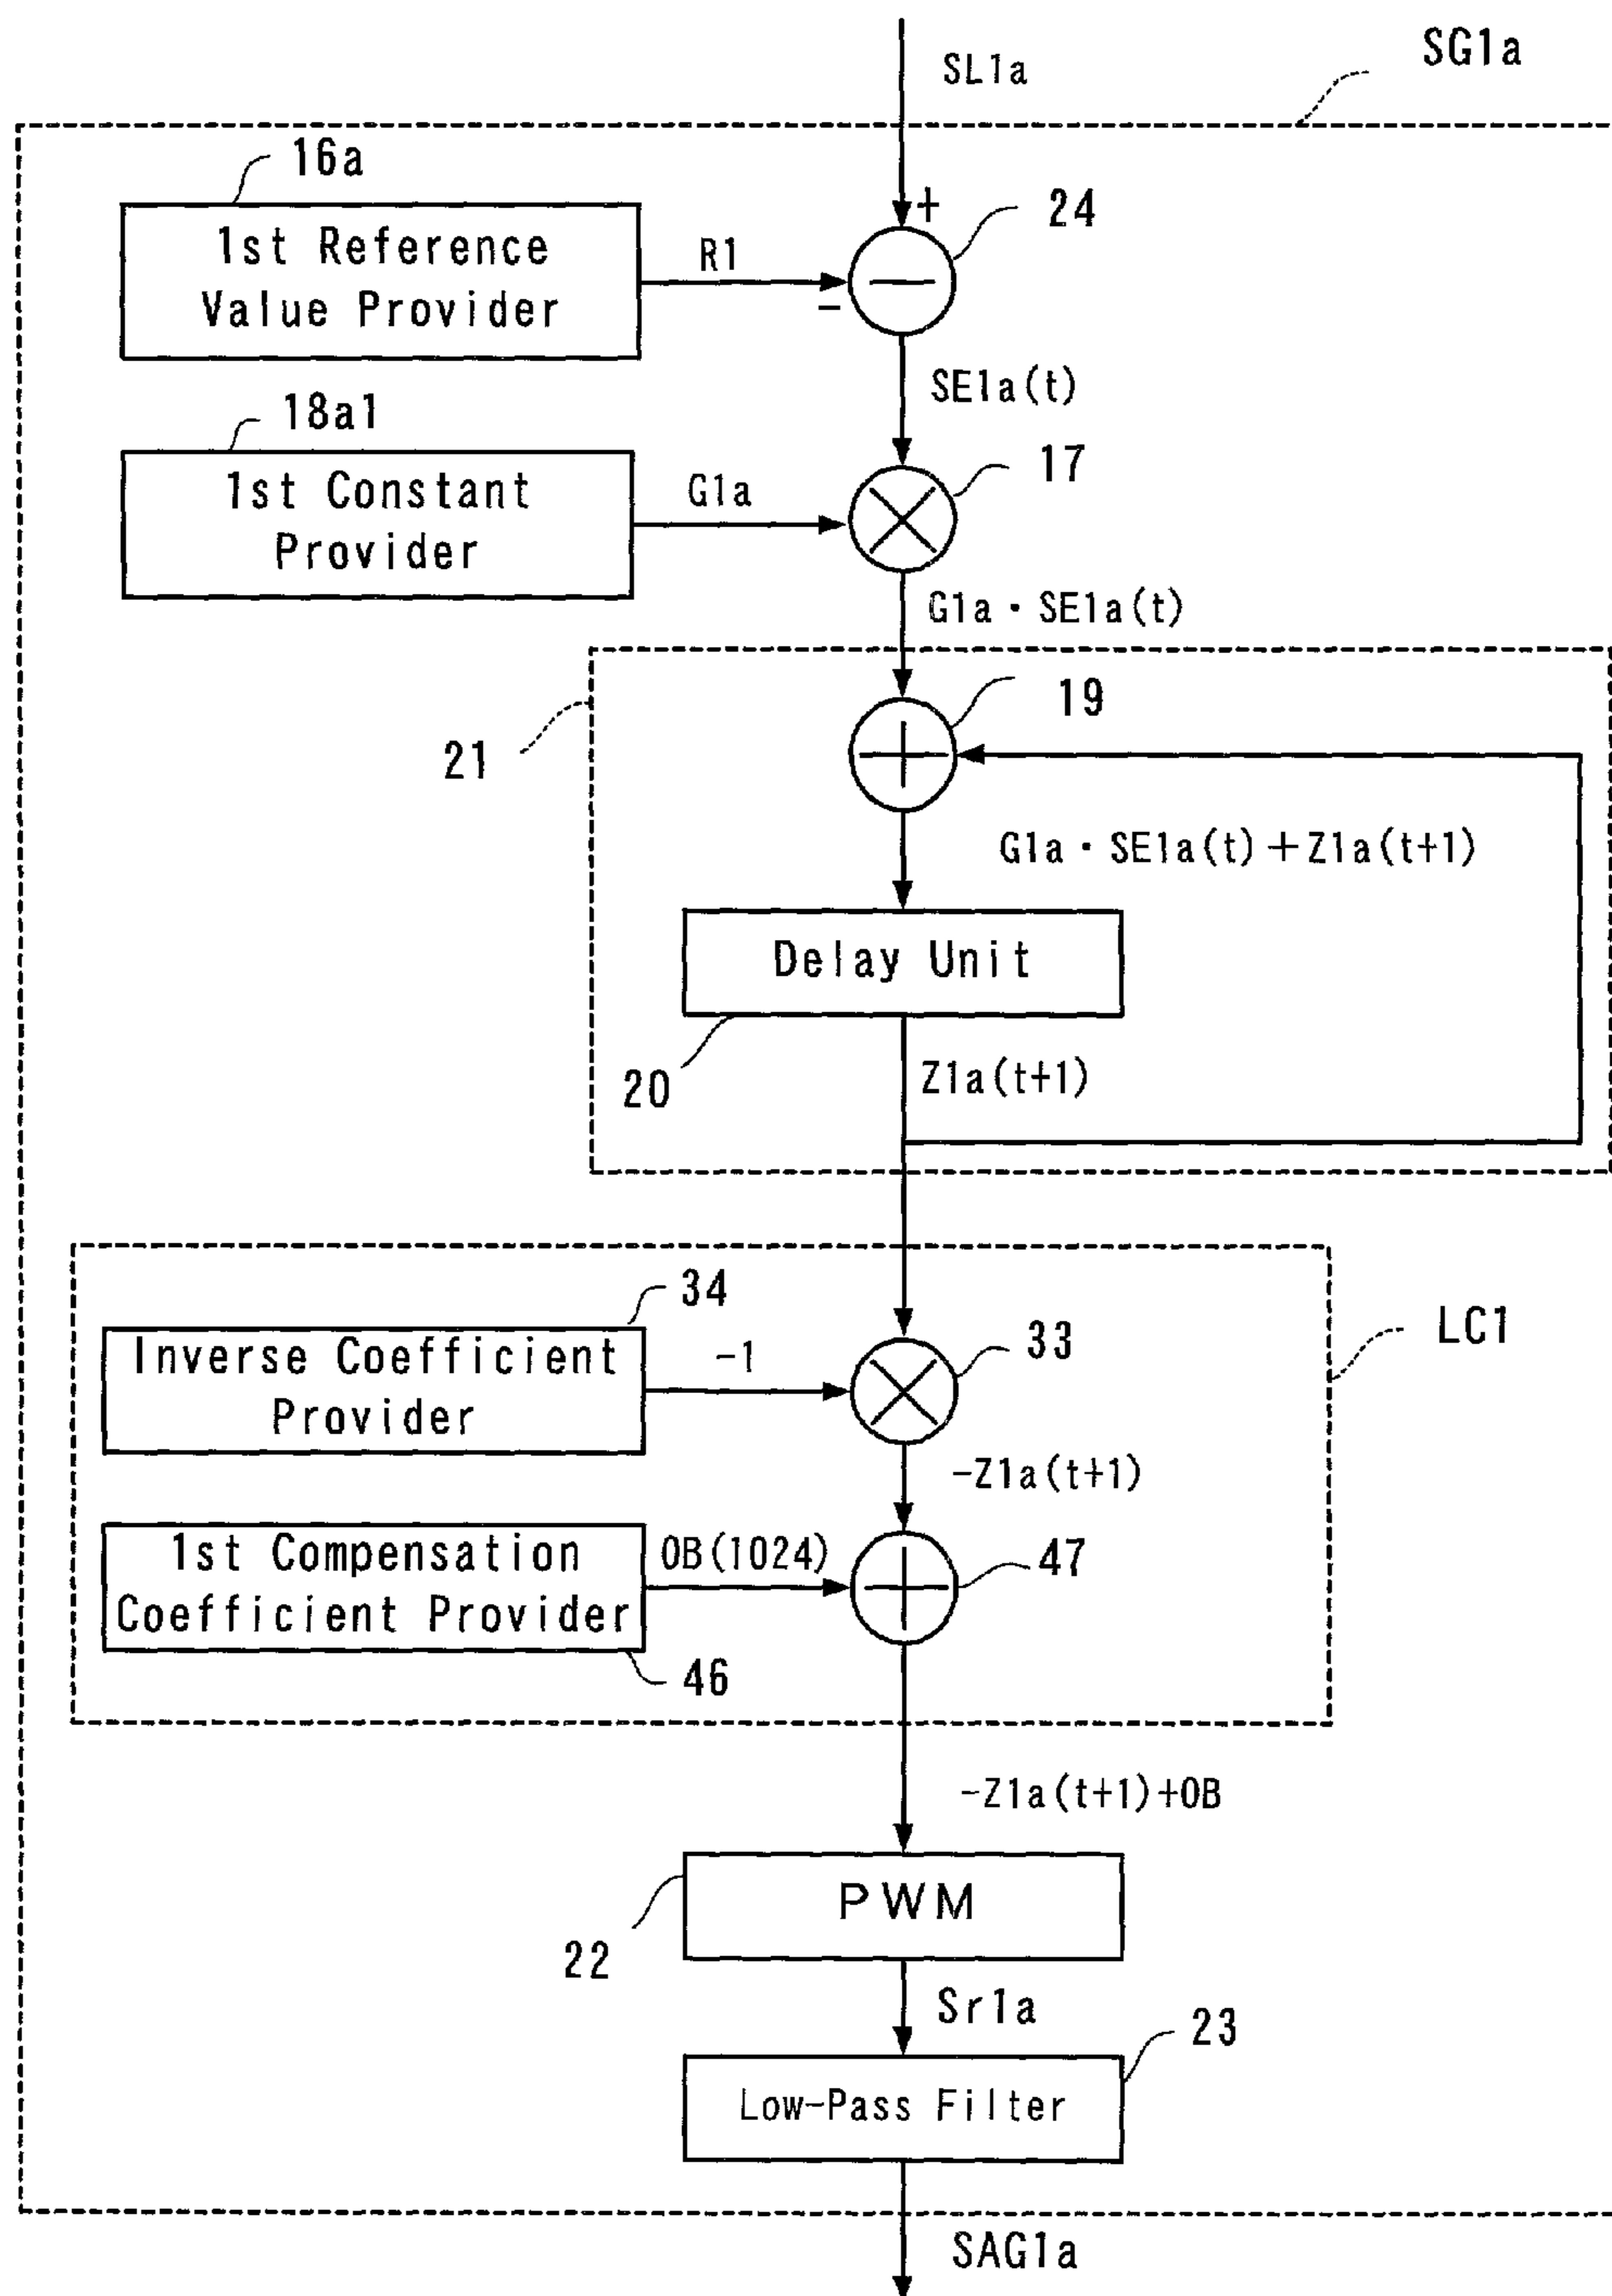 SG1a
SL1a
16a
1st Reference
Value Provider
R1
+
-
24
SE1a(t)
18a1
1st Constant
Provider
G1a
17
G1a・SE1a(t)
19
21
G1a・SE1a(t)+Z1a(t+1)
Delay Unit
20
Z1a(t+1)
34
Inverse Coefficient
Provider
-1
33
LC1
-Z1a(t+1)
1st Compensation
Coefficient Provider
OB(1024)
47
46
-Z1a(t+1)+OB
PWM
22
Sr1a
23
Low-Pass Filter
SAG1a